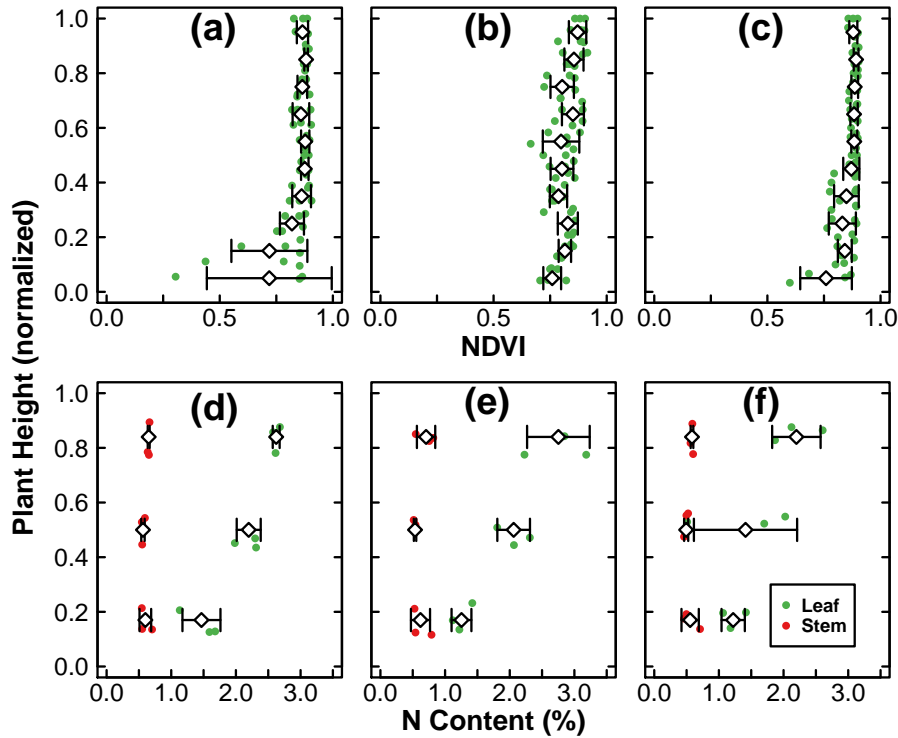 Plant Height (normalized)
(a)
(b)
(c)
1.0
0.8
0.6
0.4
0.2
0.0
0.0 0.5 1.0
0.0 0.5 1.0
0.0 0.5 1.0
NDVI
(d)
(e)
(f)
1.0
0.8
0.6
0.4
0.2
0.0
Leaf
Stem
0.0 1.0 2.0 3.0
0.0 1.0 2.0 3.0
0.0 1.0 2.0 3.0
N Content (%)